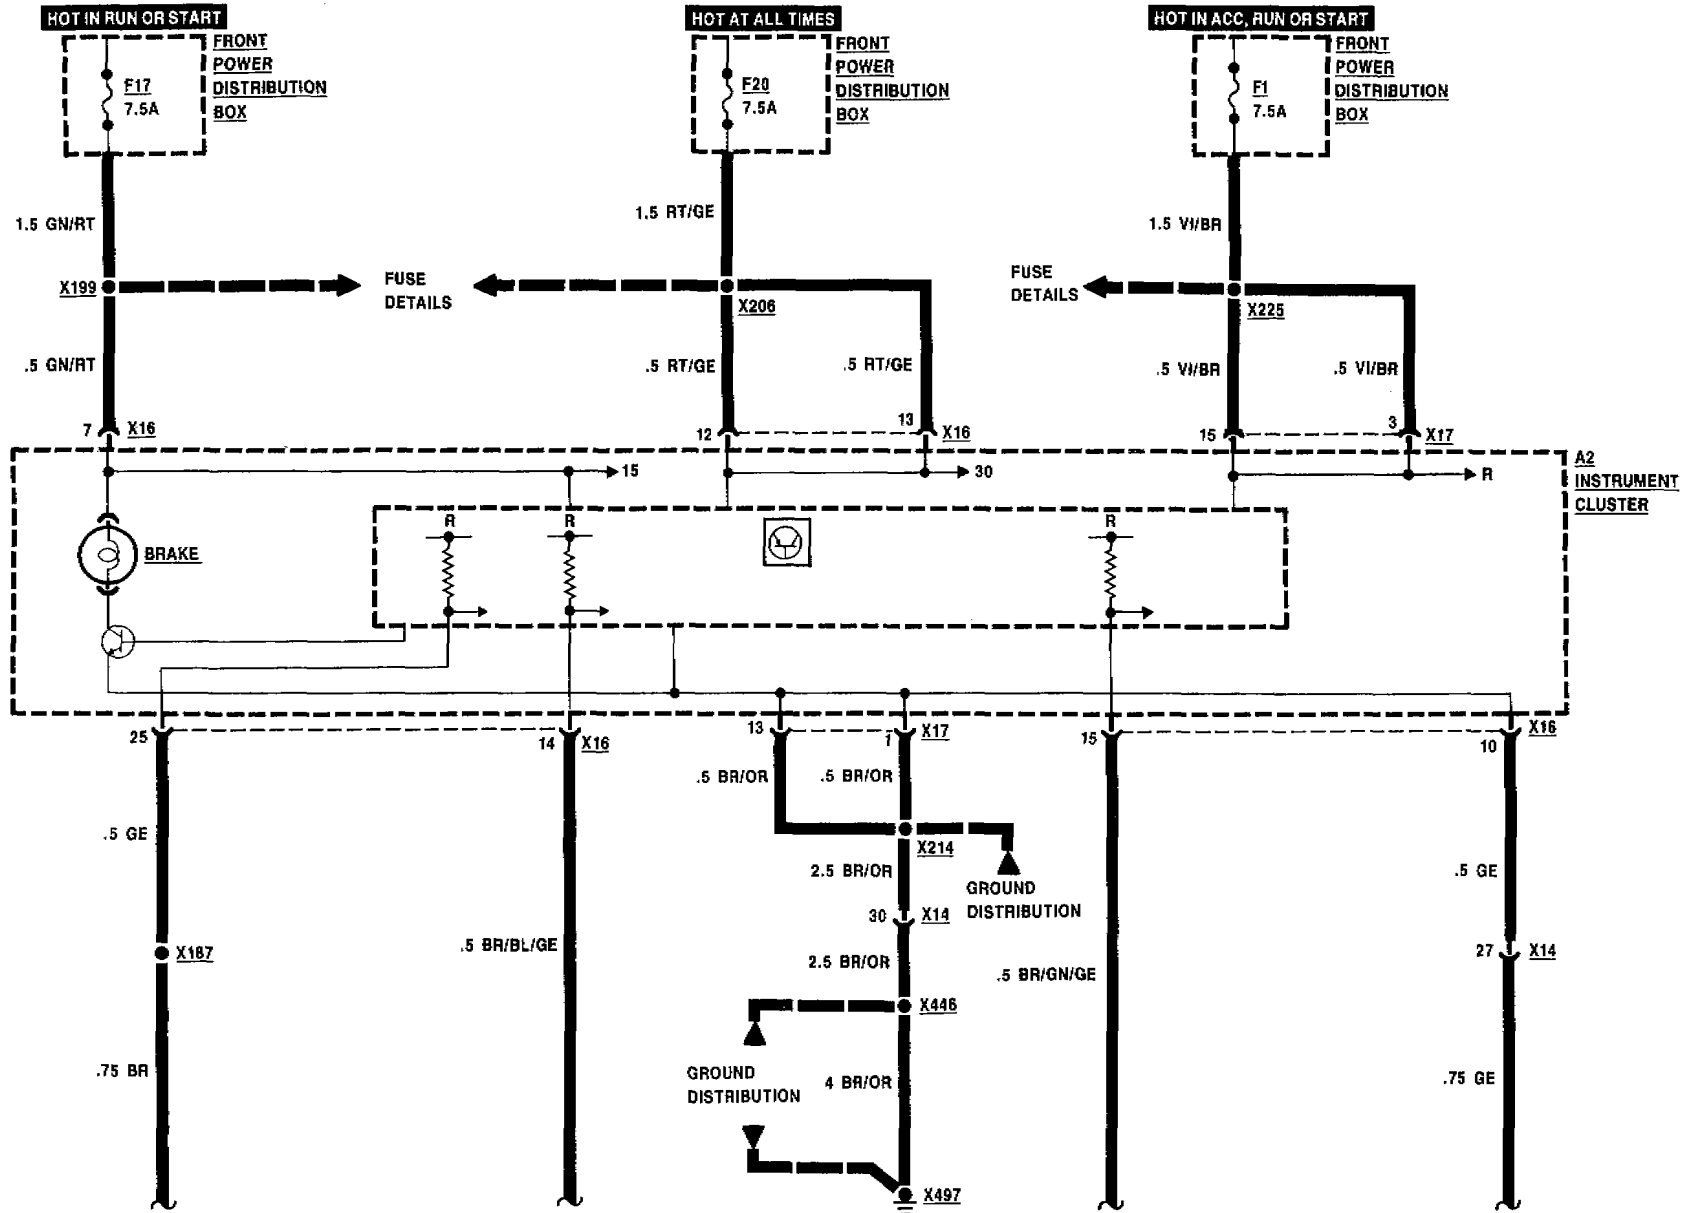 HOT IN RUN OR START
HOT AT ALL TIMES
HOT IN ACC, RUN OR START
FRONT
POWER
DISTRIBUTION
BOX
F17
7.5A
FRONT
POWER
DISTRIBUTION
BOX
F20
7.5A
FRONT
POWER
DISTRIBUTION
BOX
F1
7.5A
1.5 GN/RT
1.5 RT/GE
1.5 VI/BR
X199
FUSE
DETAILS
X206
FUSE
DETAILS
X225
.5 GN/RT
.5 RT/GE
.5 RT/GE
.5 VI/BR
.5 VI/BR
7 X16
12
13 X16
15
3 X17
15
30
R
A2
INSTRUMENT
CLUSTER
R
R
R
BRAKE
25
14 X16
13
1 X17
15
10 X16
.5 BR/OR
.5 BR/OR
.5 GE
X214
2.5 BR/OR
GROUND
DISTRIBUTION
.5 GE
30 X14
X187
.5 BR/BL/GE
2.5 BR/OR
.5 BR/GN/GE
27 X14
X446
.75 BR
GROUND
DISTRIBUTION
4 BR/OR
.75 GE
X497